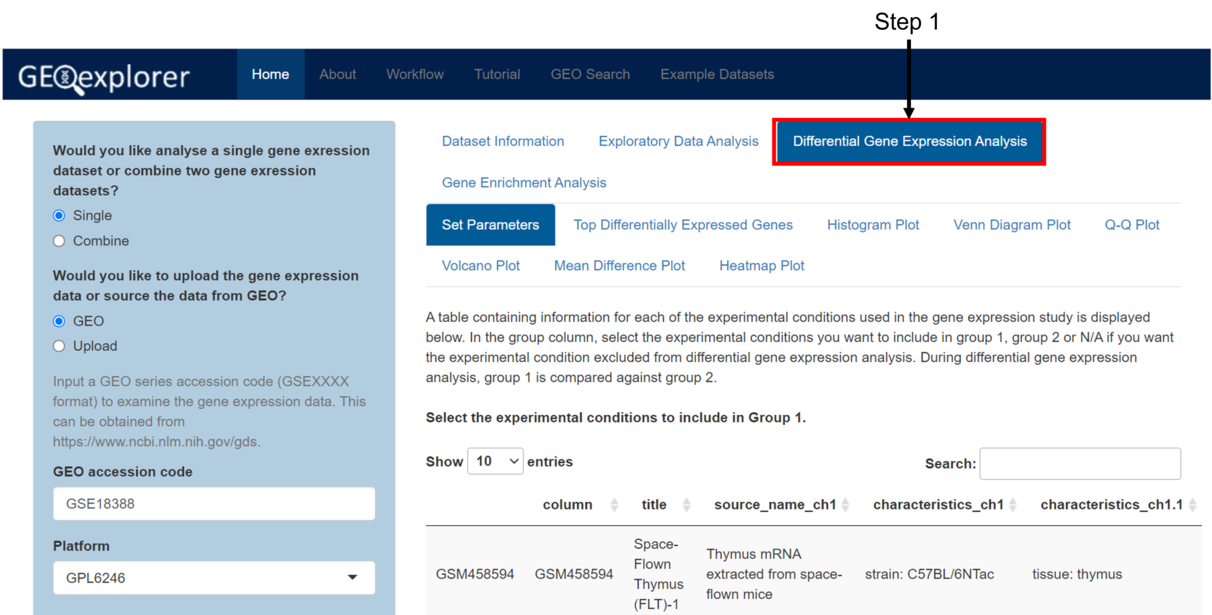 Step 1
GEOexplorer
Home About Workflow Tutorial GEO Search Example Datasets
Would you like analyse a single gene exression
dataset or combine two gene exression
datasets?
Single
Combine
Would you like to upload the gene expression
data or source the data from GEO?
GEO
Upload
Input a GEO series accession code (GSEXXXX
format) to examine the gene expression data. This
can be obtained from
https://www.ncbi.nlm.nih.gov/gds.
GEO accession code
GSE18388
Platform
GPL6246
Dataset Information Exploratory Data Analysis Differential Gene Expression Analysis
Gene Enrichment Analysis
Set Parameters Top Differentially Expressed Genes Histogram Plot Venn Diagram Plot Q-Q Plot
Volcano Plot Mean Difference Plot Heatmap Plot
A table containing information for each of the experimental conditions used in the gene expression study is displayed
below. In the group column, select the experimental conditions you want to include in group 1, group 2 or N/A if you want
the experimental condition excluded from differential gene expression analysis. During differential gene expression
analysis, group 1 is compared against group 2.
Select the experimental conditions to include in Group 1.
Show 10 entries
Search:
column title source_name_ch1 characteristics_ch1 characteristics_ch1.1
GSM458594 GSM458594
Space-
Flown
Thymus
(FLT)-1
Thymus mRNA
extracted from space-
flown mice
strain: C57BL/6NTac
tissue: thymus